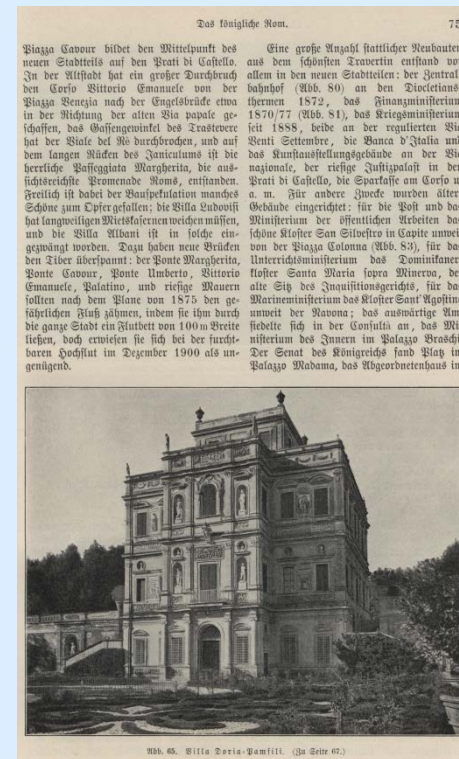 Das königliche Rom.
75
Piazza Cavour bildet den Mittelpunkt des
neuen Stadtteils auf den Prati di Castello.
In der Altstadt hat ein großer Durchbruch
den Corso Vittorio Emanuele von der
Piazza Venezia nach der Engelsbrücke etwa
in der Richtung der alten Via papale ge-
schaffen, das Gassengewinkel des Trastevere
hat der Viale del Rè durchbrochen, und auf
dem langen Rücken des Janiculums ist die
herrliche Passeggiata Margherita, die aus-
sichtsreichste Promenade Roms, entstanden.
Freilich ist dabei der Bauspekulation manches
Schöne zum Opfer gefallen; die Villa Ludovisi
hat langweiligen Mietskasernen weichen müssen,
und die Villa Albani ist in solche ein-
gezwängt worden. Dazu haben neue Brücken
den Tiber überspannt: der Ponte Margherita,
Ponte Cavour, Ponte Umberto, Vittorio
Emanuele, Palatino, und riesige Mauern
sollten nach dem Plane von 1875 den ge-
fährlichen Fluß zähmen, indem sie ihm durch
die ganze Stadt ein Flutbett von 100 m Breite
ließen, doch erwiesen sie sich bei der furcht-
baren Hochflut im Dezember 1900 als un-
genügend.
Eine große Anzahl stattlicher Neubauten
aus dem schönsten Travertin entstand vor
allem in den neuen Stadtteilen: der Zentral-
bahnhof (Abb. 80) an den Diocletians-
thermen 1872, das Finanzministerium
1870/77 (Abb. 81), das Kriegsministerium
seit 1888, beide an der regulierten Via
Venti Settembre, die Banca d'Italia und
das Kunstausstellungsgebäude an der Via
nazionale, der riesige Justizpalast in den
Prati di Castello, die Sparkasse am Corso u.
a. m. Für andere Zwecke wurden älter
Gebäude eingerichtet: für die Post und das
Ministerium der öffentlichen Arbeiten das
schöne Kloster San Silvestro in Capite unweit
von der Piazza Colonna (Abb. 83), für das
Unterrichtsministerium das Dominikaner-
kloster Santa Maria sopra Minerva, der
alte Sitz des Inquisitionsgerichts, für das
Marineministerium das Kloster Sant' Agostino
unweit der Navona; das auswärtige Amt
siedelte sich in der Consultà an, das Mi-
nisterium des Innern im Palazzo Braschi.
Der Senat des Königreichs fand Platz im
Palazzo Madama, das Abgeordnetenhaus in
Abb. 65. Villa Doria-Pamfili. (Zu Seite 67.)